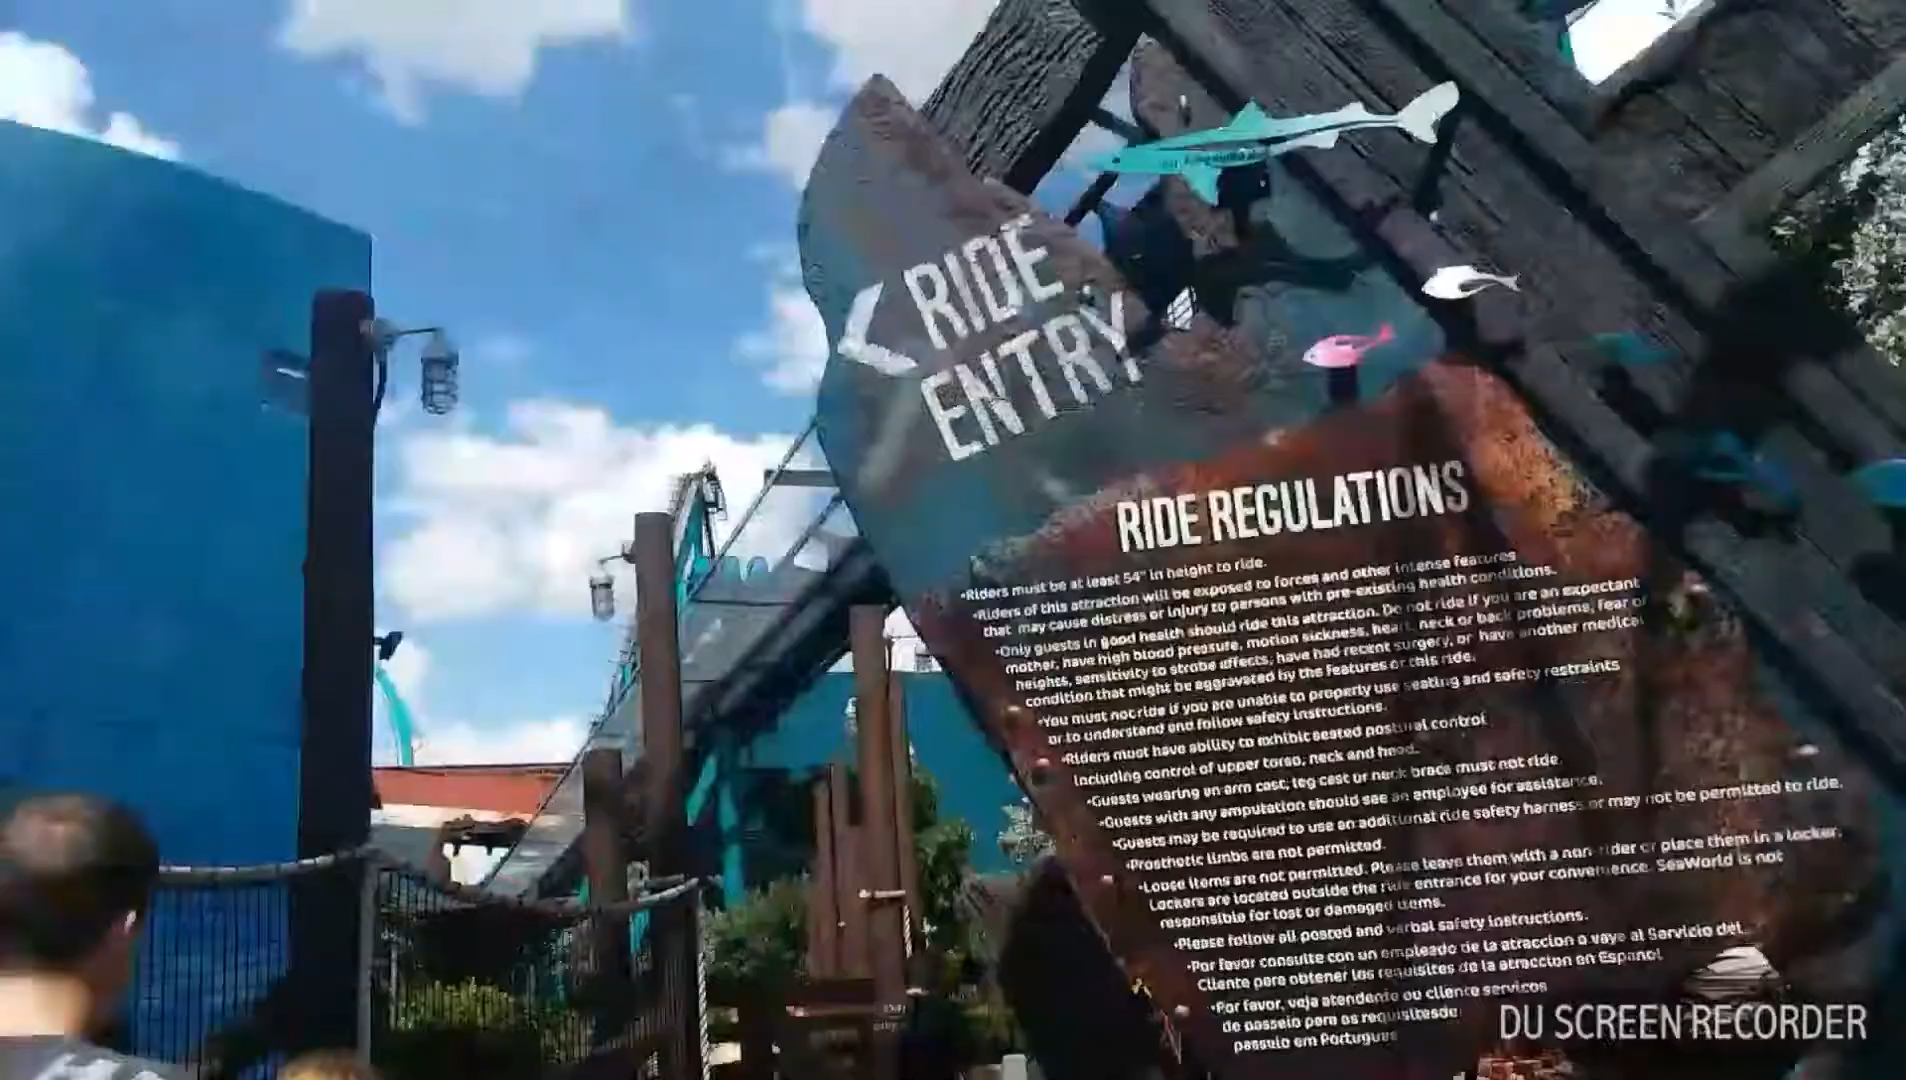 RIDE
ENTRY
RIDE REGULATIONS
•Riders must be at least 54" in height to ride.
•Riders of this attraction will be exposed to forces and other intense features
that may cause distress or injury to persons with pre-existing health conditions.
•Only guests in good health should ride this attraction. Do not ride if you are an expectant
mother, have high blood pressure, motion sickness, heart, neck or back problems, fear of
heights, sensitivity to strobe effects, have had recent surgery, or have another medical
condition that might be aggravated by the features of this ride.
•You must not ride if you are unable to properly use seating and safety restraints
or to understand and follow safety instructions.
•Riders must have ability to exhibit seated postural control
including control of upper torso, neck and head.
•Guests wearing an arm cast, leg cast or neck brace must not ride.
•Guests with any amputation should see an employee for assistance.
•Guests may be required to use an additional ride safety harness or may not be permitted to ride.
•Prosthetic limbs are not permitted.
•Loose items are not permitted. Please leave them with a non-rider or place them in a locker.
Lockers are located outside the ride entrance for your convenience. SeaWorld is not
responsible for lost or damaged items.
•Please follow all posted and verbal safety instructions.
•Por favor consulte con un empleado de la atraccion o vaya al Servicio del
Cliente para obtener los requisitos de la atraccion en Espanol
•Por favor, veja atendente ou cliente servicos
de passeio para os requisitesde
passeio em Portugues
DU SCREEN RECORDER